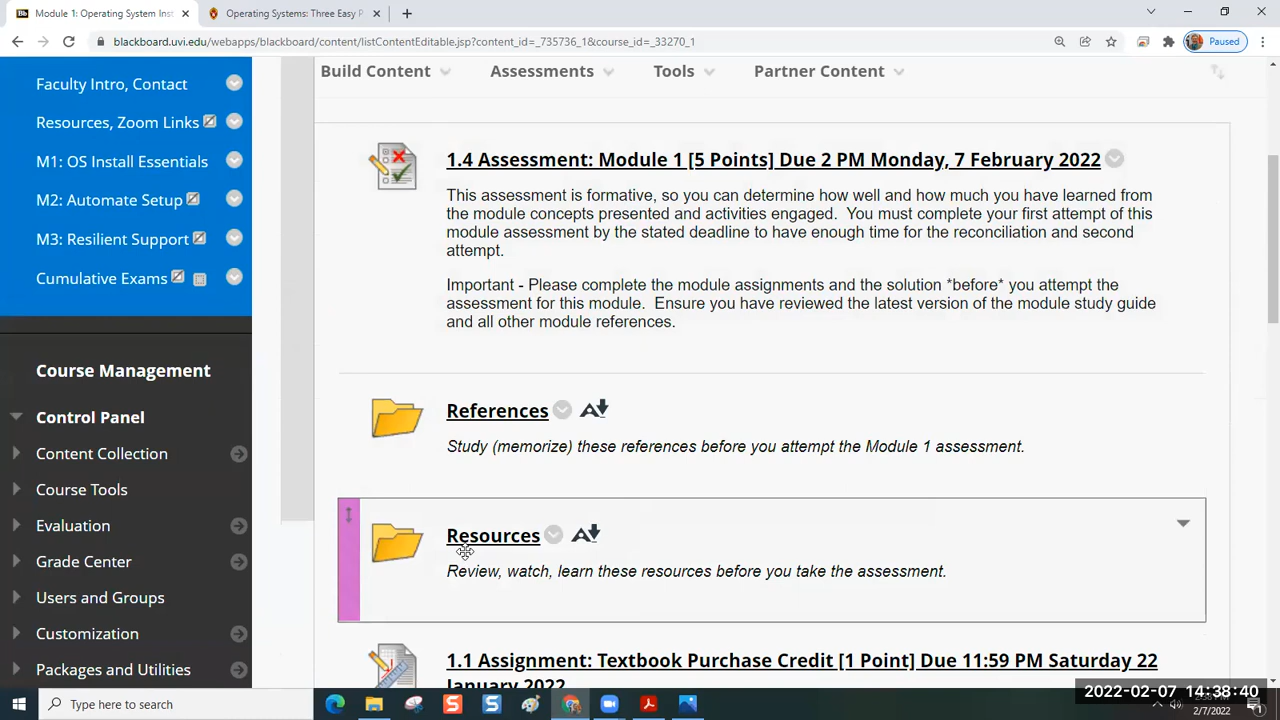 Module 1: Operating System Inst
Operating Systems: Three Easy P
blackboard.uvi.edu/webapps/blackboard/content/listContentEditable.jsp?content_id=_735736_1&course_id=_33270_1
Paused
Faculty Intro, Contact
Resources, Zoom Links
M1: OS Install Essentials
M2: Automate Setup
M3: Resilient Support
Cumulative Exams
Course Management
Control Panel
Content Collection
Course Tools
Evaluation
Grade Center
Users and Groups
Customization
Packages and Utilities
Build Content
Assessments
Tools
Partner Content
1.4 Assessment: Module 1 [5 Points] Due 2 PM Monday, 7 February 2022
This assessment is formative, so you can determine how well and how much you have learned from
the module concepts presented and activities engaged. You must complete your first attempt of this
module assessment by the stated deadline to have enough time for the reconciliation and second
attempt.
Important - Please complete the module assignments and the solution *before* you attempt the
assessment for this module. Ensure you have reviewed the latest version of the module study guide
and all other module references.
References
Study (memorize) these references before you attempt the Module 1 assessment.
Resources
Review, watch, learn these resources before you take the assessment.
1.1 Assignment: Textbook Purchase Credit [1 Point] Due 11:59 PM Saturday 22
January 2022
Type here to search
2022-02-07 14:38:40
2/7/2022